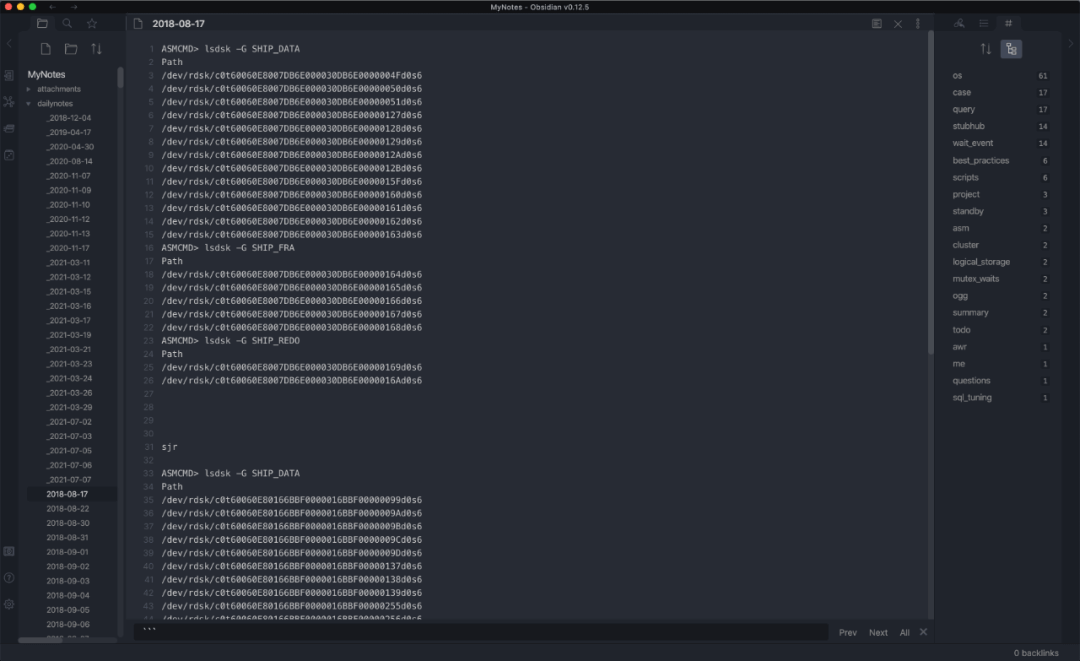 MyNotes - Obsidian v0.12.5
2018-08-17
MyNotes
attachments
dailynotes
_2018-12-04
_2019-04-17
_2020-04-30
_2020-08-14
_2020-11-07
_2020-11-09
_2020-11-10
_2020-11-12
_2020-11-13
_2020-11-17
_2021-03-11
_2021-03-12
_2021-03-15
_2021-03-16
_2021-03-17
_2021-03-19
_2021-03-21
_2021-03-23
_2021-03-24
_2021-03-26
_2021-03-29
_2021-07-02
_2021-07-03
_2021-07-05
_2021-07-06
_2021-07-07
2018-08-17
2018-08-22
2018-08-30
2018-08-31
2018-09-01
2018-09-02
2018-09-03
2018-09-04
2018-09-05
2018-09-06
1 ASMCMD> lsdsk -G SHIP_DATA
2 Path
3 /dev/rdsk/c0t60060E8007DB6E000030DB6E0000004Fd0s6
4 /dev/rdsk/c0t60060E8007DB6E000030DB6E00000050d0s6
5 /dev/rdsk/c0t60060E8007DB6E000030DB6E00000051d0s6
6 /dev/rdsk/c0t60060E8007DB6E000030DB6E00000127d0s6
7 /dev/rdsk/c0t60060E8007DB6E000030DB6E00000128d0s6
8 /dev/rdsk/c0t60060E8007DB6E000030DB6E00000129d0s6
9 /dev/rdsk/c0t60060E8007DB6E000030DB6E0000012Ad0s6
10 /dev/rdsk/c0t60060E8007DB6E000030DB6E0000012Bd0s6
11 /dev/rdsk/c0t60060E8007DB6E000030DB6E0000015Fd0s6
12 /dev/rdsk/c0t60060E8007DB6E000030DB6E00000160d0s6
13 /dev/rdsk/c0t60060E8007DB6E000030DB6E00000161d0s6
14 /dev/rdsk/c0t60060E8007DB6E000030DB6E00000162d0s6
15 /dev/rdsk/c0t60060E8007DB6E000030DB6E00000163d0s6
16 ASMCMD> lsdsk -G SHIP_FRA
17 Path
18 /dev/rdsk/c0t60060E8007DB6E000030DB6E00000164d0s6
19 /dev/rdsk/c0t60060E8007DB6E000030DB6E00000165d0s6
20 /dev/rdsk/c0t60060E8007DB6E000030DB6E00000166d0s6
21 /dev/rdsk/c0t60060E8007DB6E000030DB6E00000167d0s6
22 /dev/rdsk/c0t60060E8007DB6E000030DB6E00000168d0s6
23 ASMCMD> lsdsk -G SHIP_REDO
24 Path
25 /dev/rdsk/c0t60060E8007DB6E000030DB6E00000169d0s6
26 /dev/rdsk/c0t60060E8007DB6E000030DB6E0000016Ad0s6
27
28
29
30
31 sjr
32
33 ASMCMD> lsdsk -G SHIP_DATA
34 Path
35 /dev/rdsk/c0t60060E80166BBF0000016BBF00000099d0s6
36 /dev/rdsk/c0t60060E80166BBF0000016BBF0000009Ad0s6
37 /dev/rdsk/c0t60060E80166BBF0000016BBF0000009Bd0s6
38 /dev/rdsk/c0t60060E80166BBF0000016BBF0000009Cd0s6
39 /dev/rdsk/c0t60060E80166BBF0000016BBF0000009Dd0s6
40 /dev/rdsk/c0t60060E80166BBF0000016BBF00000137d0s6
41 /dev/rdsk/c0t60060E80166BBF0000016BBF00000138d0s6
42 /dev/rdsk/c0t60060E80166BBF0000016BBF00000139d0s6
43 /dev/rdsk/c0t60060E80166BBF0000016BBF00000255d0s6
44 /dev/rdsk/c0t60060E80166BBF0000016BBF00000256d0s6
```
Prev Next All
os 61
case 17
query 17
stubhub 14
wait_event 14
best_practices 6
scripts 6
project 3
standby 3
asm 2
cluster 2
logical_storage 2
mutex_waits 2
ogg 2
summary 2
todo 2
awr 1
me 1
questions 1
sql_tuning 1
0 backlinks